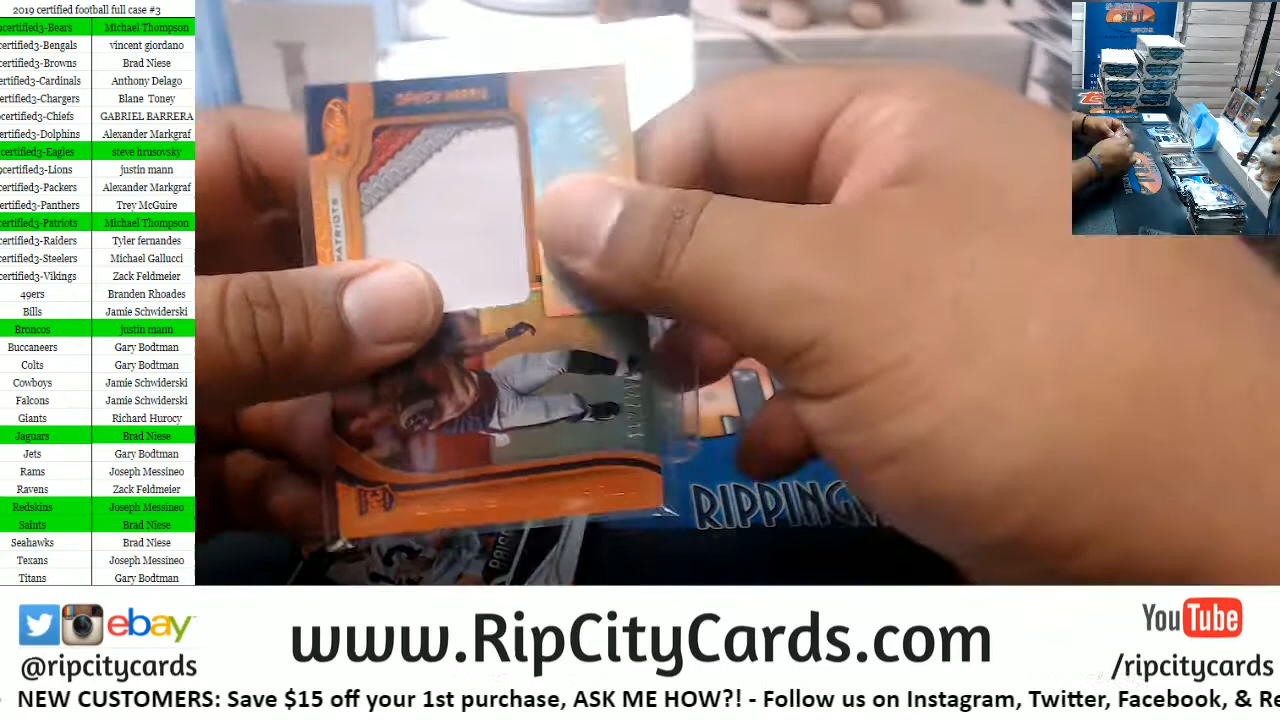 2019 certified football full case #3
certified3-Bears Michael Thompson
certified3-Bengals vincent giordano
certified3-Browns Brad Niese
certified3-Cardinals Anthony Delago
certified3-Chargers Blane Toney
certified3-Chiefs GABRIEL BARRERA
certified3-Dolphins Alexander Markgraf
certified3-Eagles steve hrusovsky
certified3-Lions justin mann
certified3-Packers Alexander Markgraf
certified3-Panthers Trey McGuire
certified3-Patriots Michael Thompson
certified3-Raiders Tyler fernandes
certified3-Steelers Michael Gallucci
certified3-Vikings Zack Feldmeier
49ers Branden Rhoades
Bills Jamie Schwiderski
Broncos justin mann
Buccaneers Gary Bodtman
Colts Gary Bodtman
Cowboys Jamie Schwiderski
Falcons Jamie Schwiderski
Giants Richard Hurocy
Jaguars Brad Niese
Jets Gary Bodtman
Rams Joseph Messineo
Ravens Zack Feldmeier
Redskins Joseph Messineo
Saints Brad Niese
Seahawks Brad Niese
Texans Joseph Messineo
Titans Gary Bodtman
PATRIOTS
RIPPING
ebay
@ripcitycards
www.RipCityCards.com
YouTube
/ripcitycards
NEW CUSTOMERS: Save $15 off your 1st purchase, ASK ME HOW?! - Follow us on Instagram, Twitter, Facebook, & Re